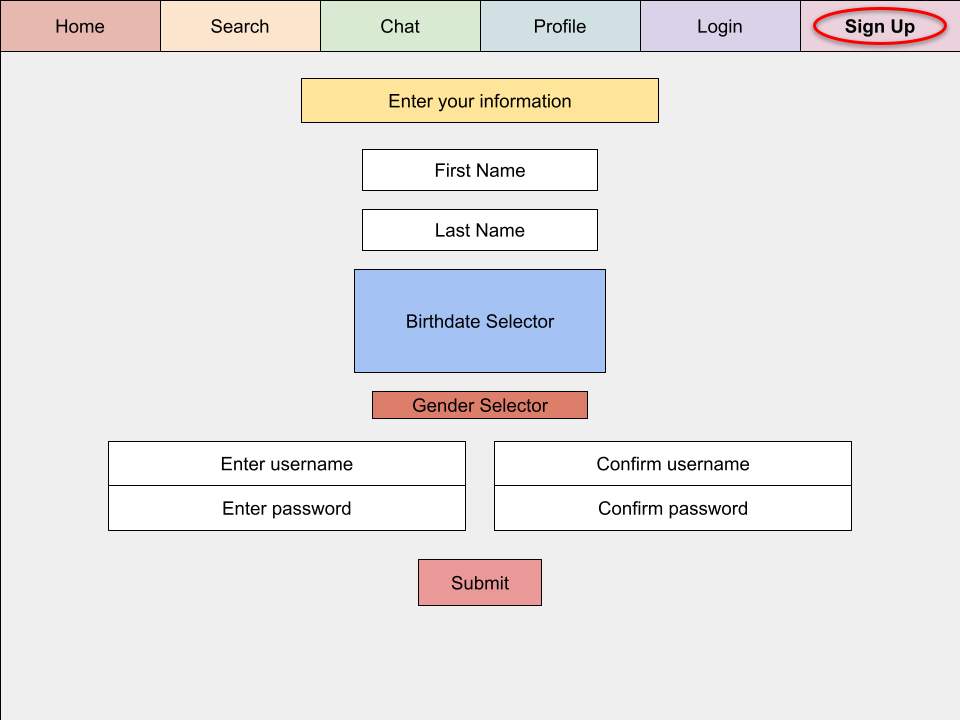 Home
Search
Chat
Profile
Login
Sign Up
Enter your information
First Name
Last Name
Birthdate Selector
Gender Selector
Enter username
Confirm username
Enter password
Confirm password
Submit